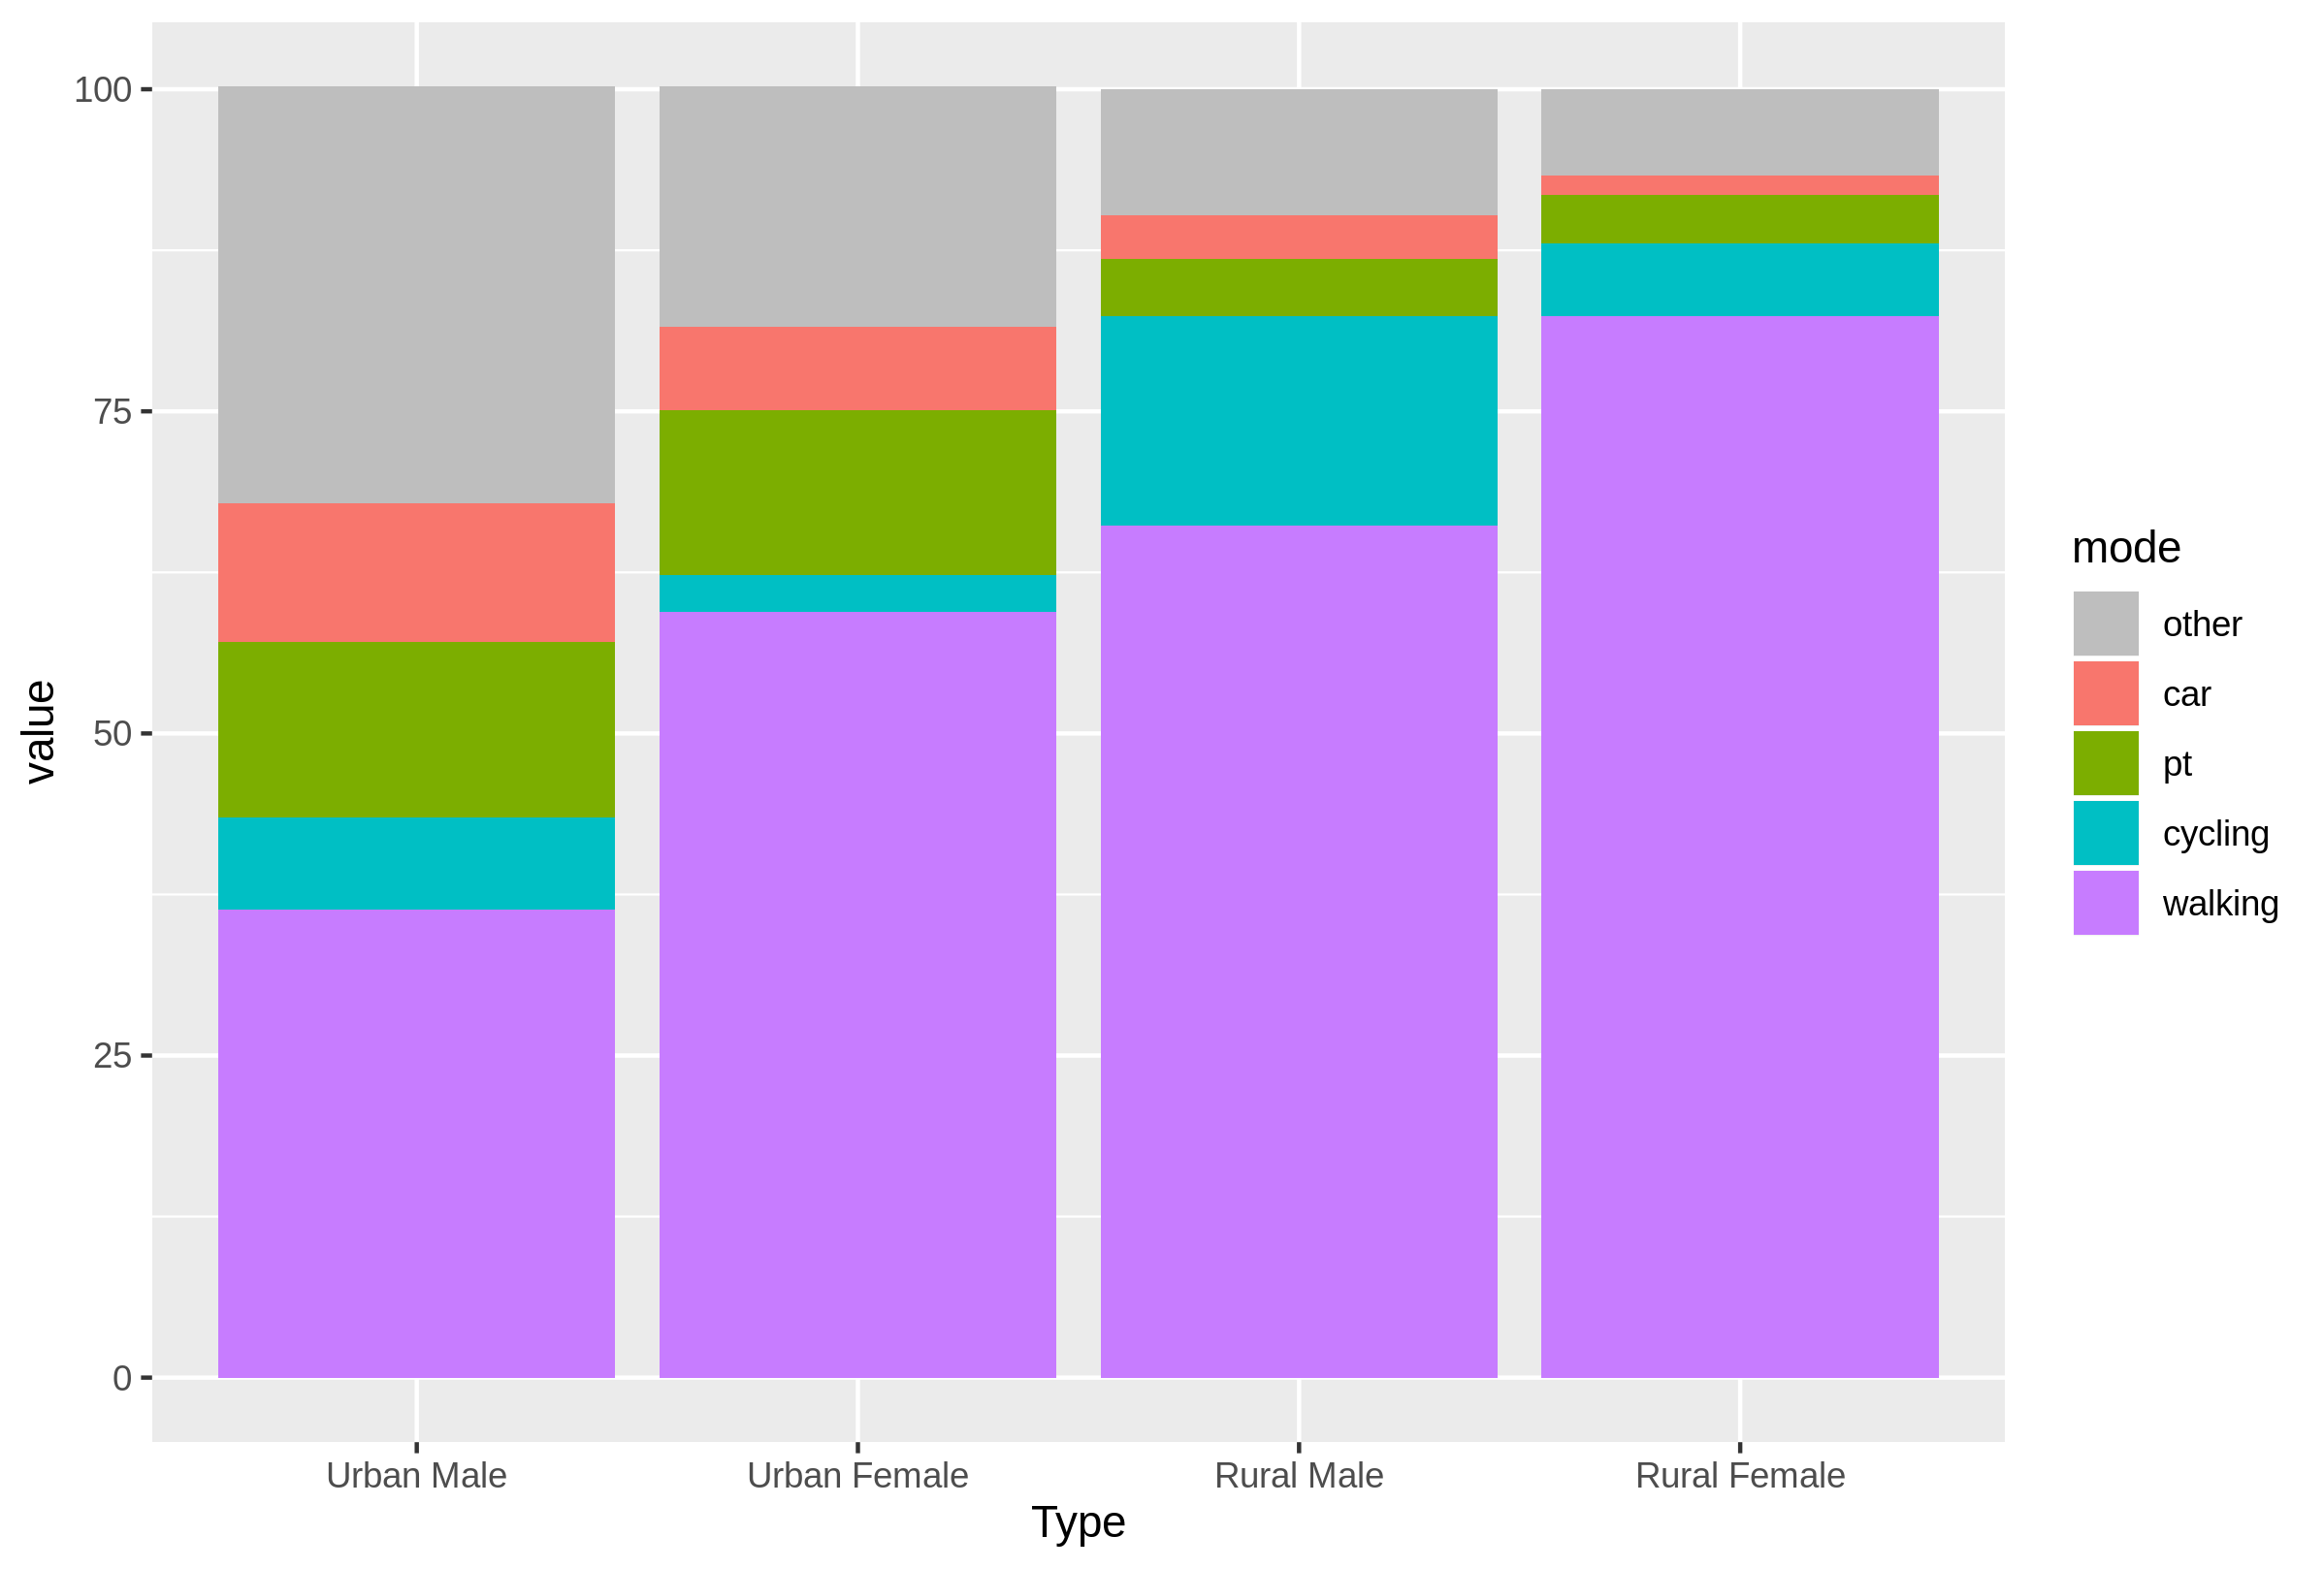 100
75
50
25
0
value
Urban Male
Urban Female
Rural Male
Rural Female
Type
mode
other
car
pt
cycling
walking